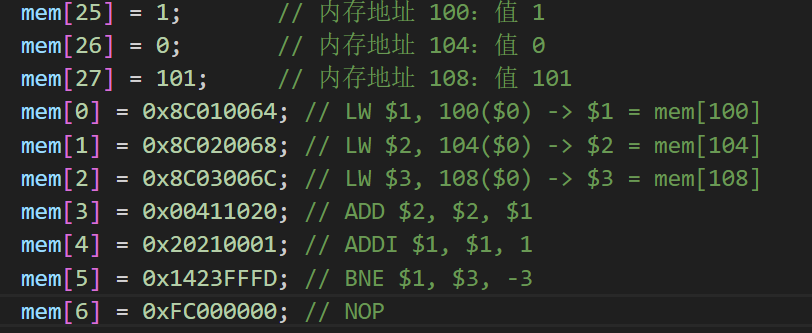 mem[25] = 1;       // 内存地址 100：值 1
mem[26] = 0;       // 内存地址 104：值 0
mem[27] = 101;     // 内存地址 108：值 101
mem[0] = 0x8C010064; // LW $1, 100($0) -> $1 = mem[100]
mem[1] = 0x8C020068; // LW $2, 104($0) -> $2 = mem[104]
mem[2] = 0x8C03006C; // LW $3, 108($0) -> $3 = mem[108]
mem[3] = 0x00411020; // ADD $2, $2, $1
mem[4] = 0x20210001; // ADDI $1, $1, 1
mem[5] = 0x1423FFFD; // BNE $1, $3, -3
mem[6] = 0xFC000000; // NOP